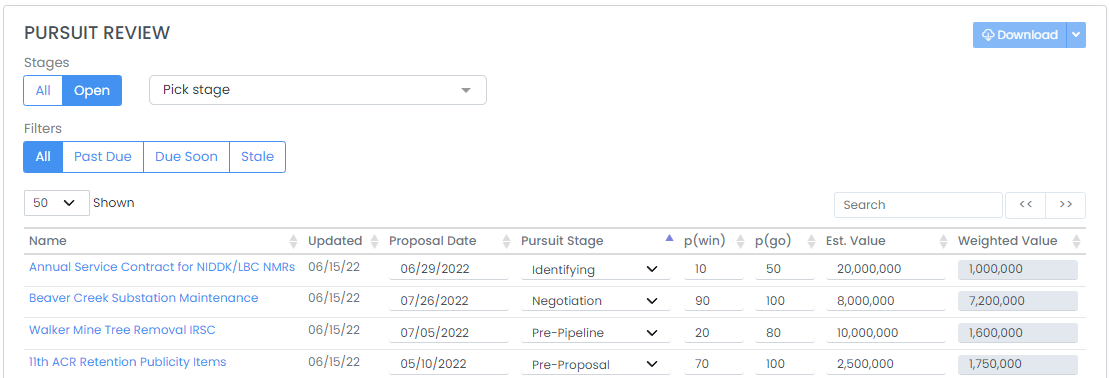 PURSUIT REVIEW
Download
Stages
All Open Pick stage
Filters
All Past Due Due Soon Stale
50 Shown Search << >>
Name Updated Proposal Date Pursuit Stage p(win) p(go) Est. Value Weighted Value
Annual Service Contract for NIDDK/LBC NMRs 06/15/22 06/29/2022 Identifying 10 50 20,000,000 1,000,000
Beaver Creek Substation Maintenance 06/15/22 07/26/2022 Negotiation 90 100 8,000,000 7,200,000
Walker Mine Tree Removal IRSC 06/15/22 07/05/2022 Pre-Pipeline 20 80 10,000,000 1,600,000
11th ACR Retention Publicity Items 06/15/22 05/10/2022 Pre-Proposal 70 100 2,500,000 1,750,000